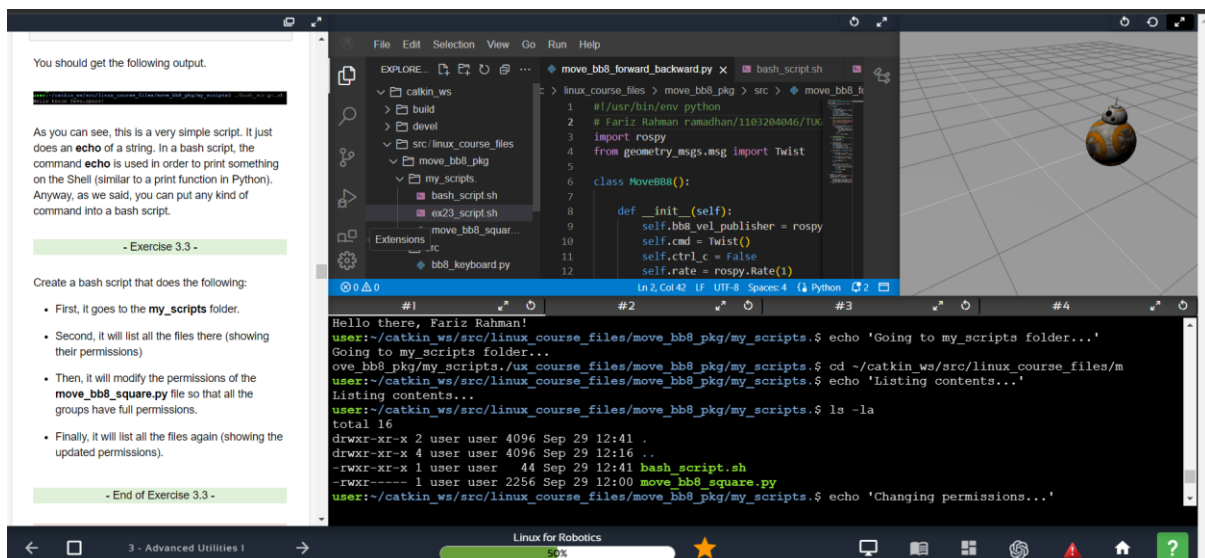 You should get the following output.
user:~/catkin_ws/src/linux_course_files/move_bb8_pkg/my_scripts$ ./bash_script.sh
As you can see, this is a very simple script. It just
does an echo of a string. In a bash script, the
command echo is used in order to print something
on the Shell (similar to a print function in Python).
Anyway, as we said, you can put any kind of
command into a bash script.
- Exercise 3.3 -
Create a bash script that does the following:
• First, it goes to the my_scripts folder.
• Second, it will list all the files there (showing
their permissions)
• Then, it will modify the permissions of the
move_bb8_square.py file so that all the
groups have full permissions.
• Finally, it will list all the files again (showing the
updated permissions).
- End of Exercise 3.3 -
File Edit Selection View Go Run Help
EXPLORE...
catkin_ws
build
devel
src/linux_course_files
move_bb8_pkg
my_scripts.
bash_script.sh
ex23_script.sh
move_bb8_squar...
Extensions
bb8_keyboard.py
move_bb8_forward_backward.py x bash_script.sh
> linux_course_files > move_bb8_pkg > src > move_bb8_fo
1 #!/usr/bin/env python
2 # Fariz Rahman ramadhan/1103204046/TUG
3 import rospy
4 from geometry_msgs.msg import Twist
5
6 class MoveBB8():
7
8 def __init__(self):
9 self.bb8_vel_publisher = rospy
10 self.cmd = Twist()
11 self.ctrl_c = False
12 self.rate = rospy.Rate(1)
0 0 Ln 2, Col 42 LF UTF-8 Spaces: 4 Python 2
#1 #2 #3 #4
Hello there, Fariz Rahman!
user:~/catkin_ws/src/linux_course_files/move_bb8_pkg/my_scripts.$ echo 'Going to my_scripts folder...'
Going to my_scripts folder...
ove_bb8_pkg/my_scripts./ux_course_files/move_bb8_pkg/my_scripts.$ cd ~/catkin_ws/src/linux_course_files/m
user:~/catkin_ws/src/linux_course_files/move_bb8_pkg/my_scripts.$ echo 'Listing contents...'
Listing contents...
user:~/catkin_ws/src/linux_course_files/move_bb8_pkg/my_scripts.$ ls -la
total 16
drwxr-xr-x 2 user user 4096 Sep 29 12:41 .
drwxr-xr-x 4 user user 4096 Sep 29 12:16 ..
-rwxr-xr-x 1 user user 44 Sep 29 12:41 bash_script.sh
-rwxr----- 1 user user 2256 Sep 29 12:00 move_bb8_square.py
user:~/catkin_ws/src/linux_course_files/move_bb8_pkg/my_scripts.$ echo 'Changing permissions...'
3 - Advanced Utilities I
Linux for Robotics
50%
?